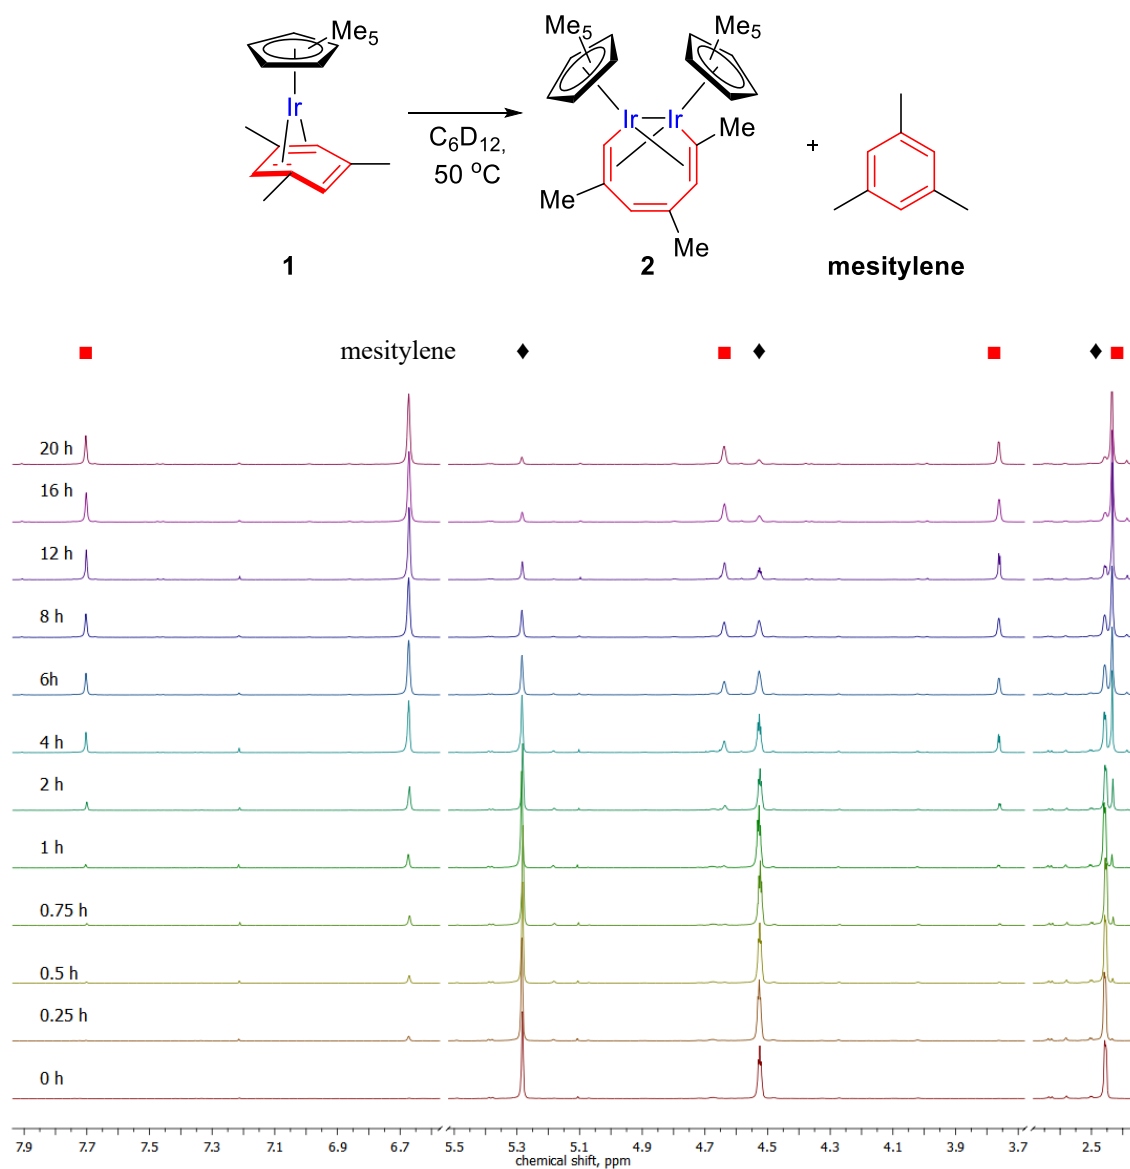 Me5
Me5
Me5
Ir
Ir
Ir
Me
C6D12,
50 °C
+
Me
Me
1
2
mesitylene
mesitylene
20 h
16 h
12 h
8 h
6h
4 h
2 h
1 h
0.75 h
0.5 h
0.25 h
0 h
7.9 7.7 7.5 7.3 7.1 6.9 6.7 5.5 5.3 5.1 4.9 4.7 4.5 4.3 4.1 3.9 3.7 2.5
chemical shift, ppm